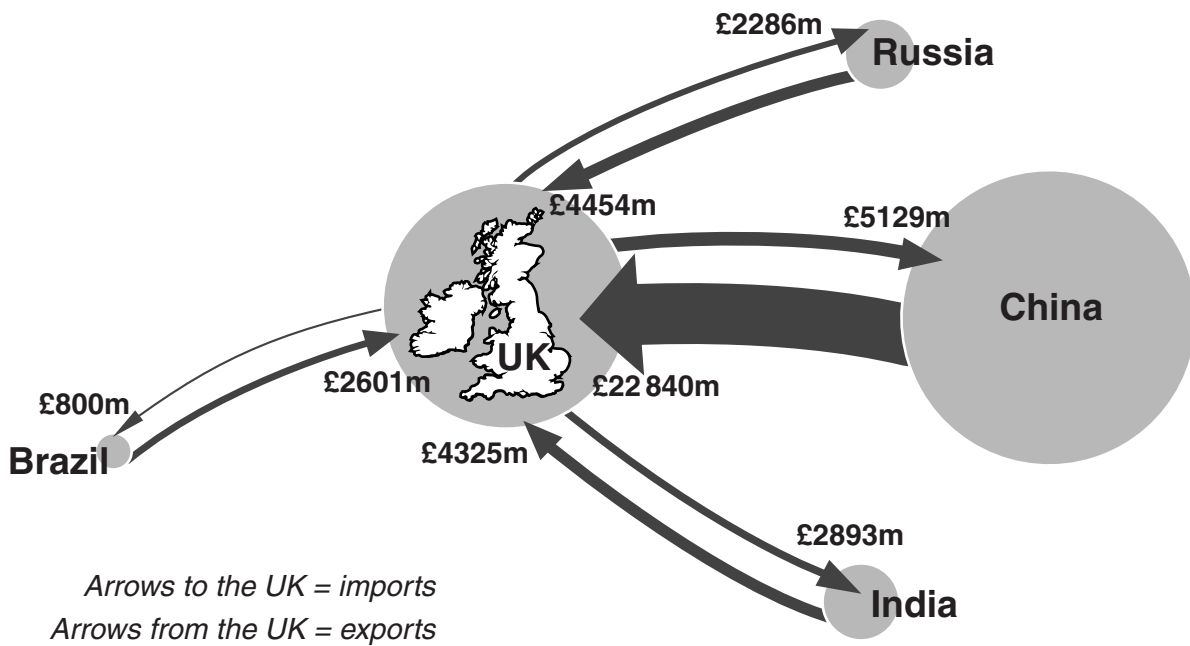 £2286m
Russia
£4454m
£5129m
China
UK
£22 840m
£2601m
£800m
Brazil
£4325m
£2893m
India
Arrows to the UK = imports
Arrows from the UK = exports